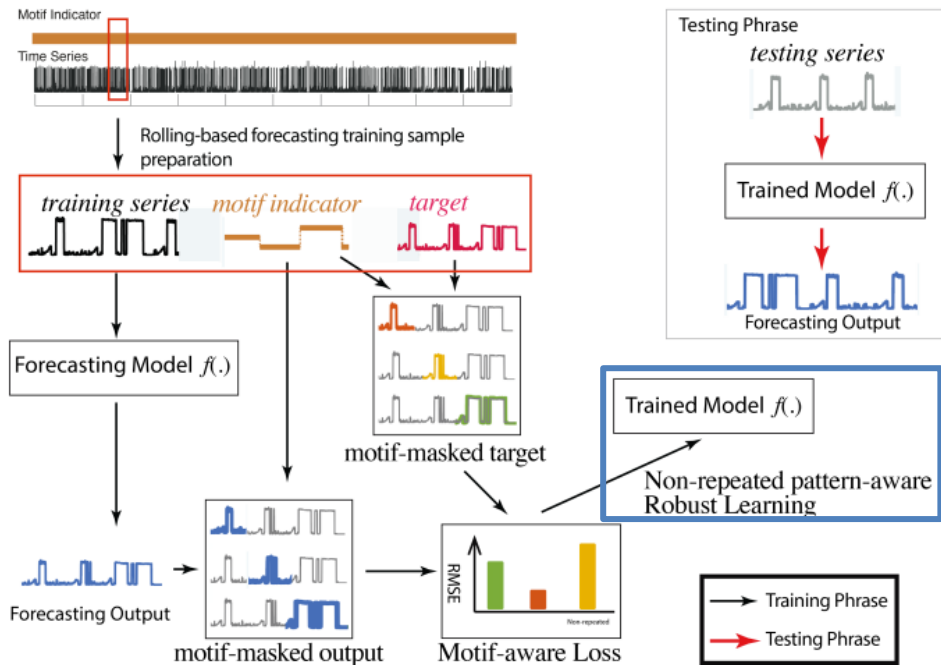 Motif Indicator
Time Series
Rolling-based forecasting training sample
preparation
training series
motif indicator
target
Forecasting Model f(.)
motif-masked target
Forecasting Output
motif-masked output
RMSE
Non-repeated
Motif-aware Loss
Trained Model f(.)
Non-repeated pattern-aware
Robust Learning
Testing Phrase
testing series
Trained Model f(.)
Forecasting Output
Training Phrase
Testing Phrase